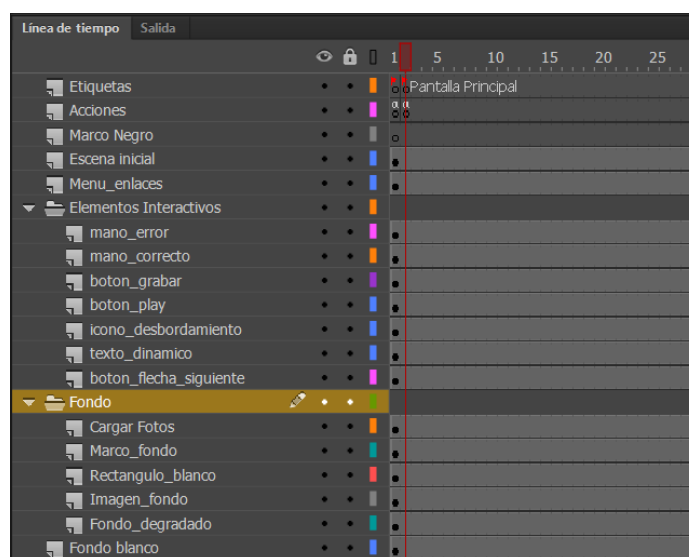 Línea de tiempo Salida
1 5 10 15 20 25
Etiquetas Pantalla Principal
Acciones a a
Marco Negro
Escena inicial
Menu_enlaces
Elementos Interactivos
mano_error
mano_correcto
boton_grabar
boton_play
icono_desbordamiento
texto_dinamico
boton_flecha_siguiente
Fondo
Cargar Fotos
Marco_fondo
Rectangulo_blanco
Imagen_fondo
Fondo_degradado
Fondo blanco